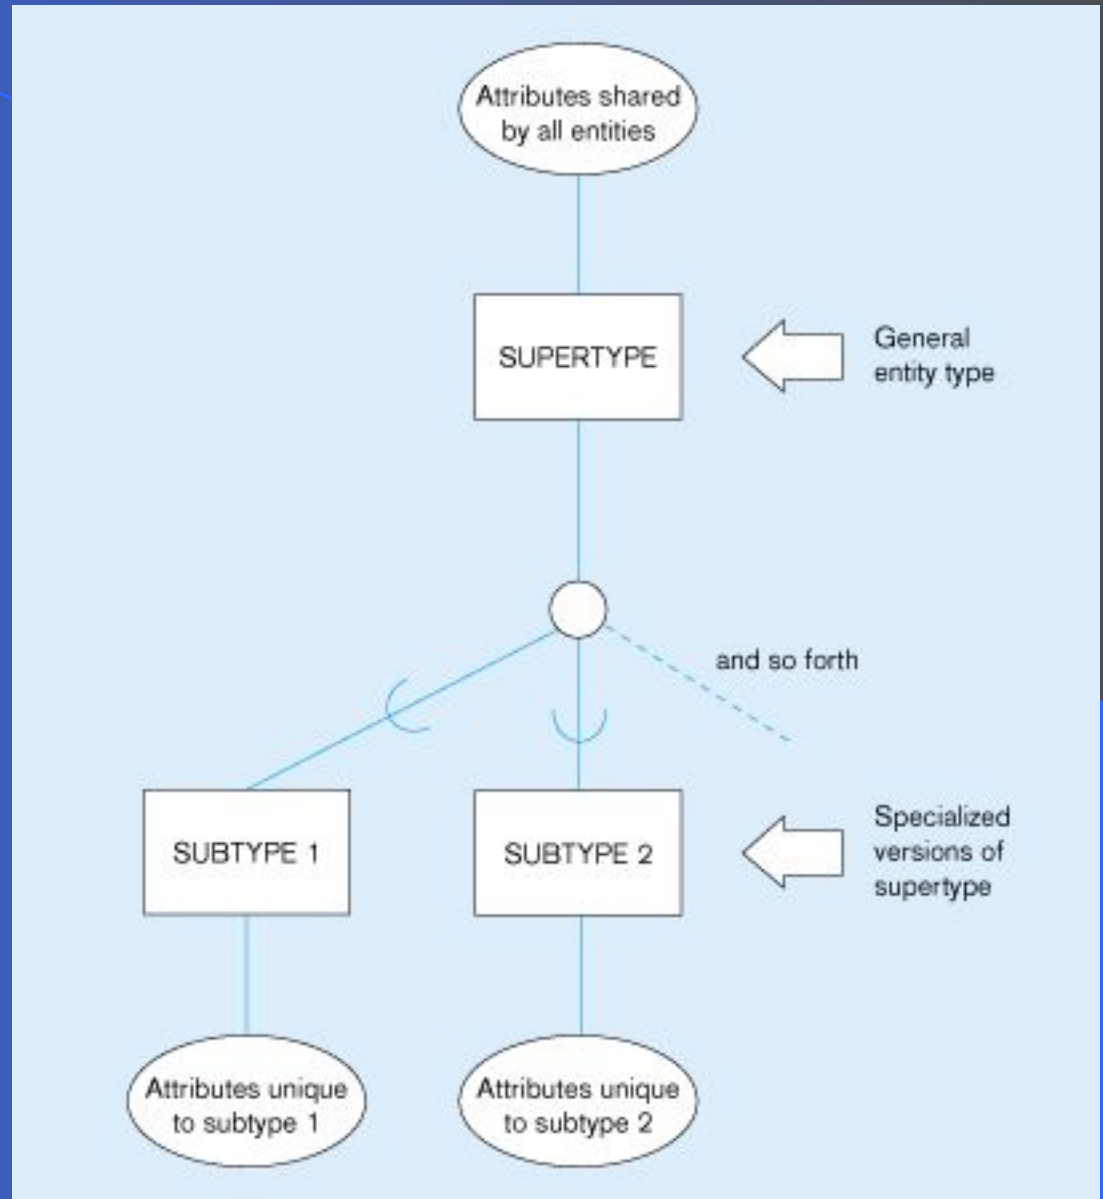 Attributes shared
by all entities
SUPERTYPE
General
entity type
and so forth
SUBTYPE 1
SUBTYPE 2
Specialized
versions of
supertype
Attributes unique
to subtype 1
Attributes unique
to subtype 2